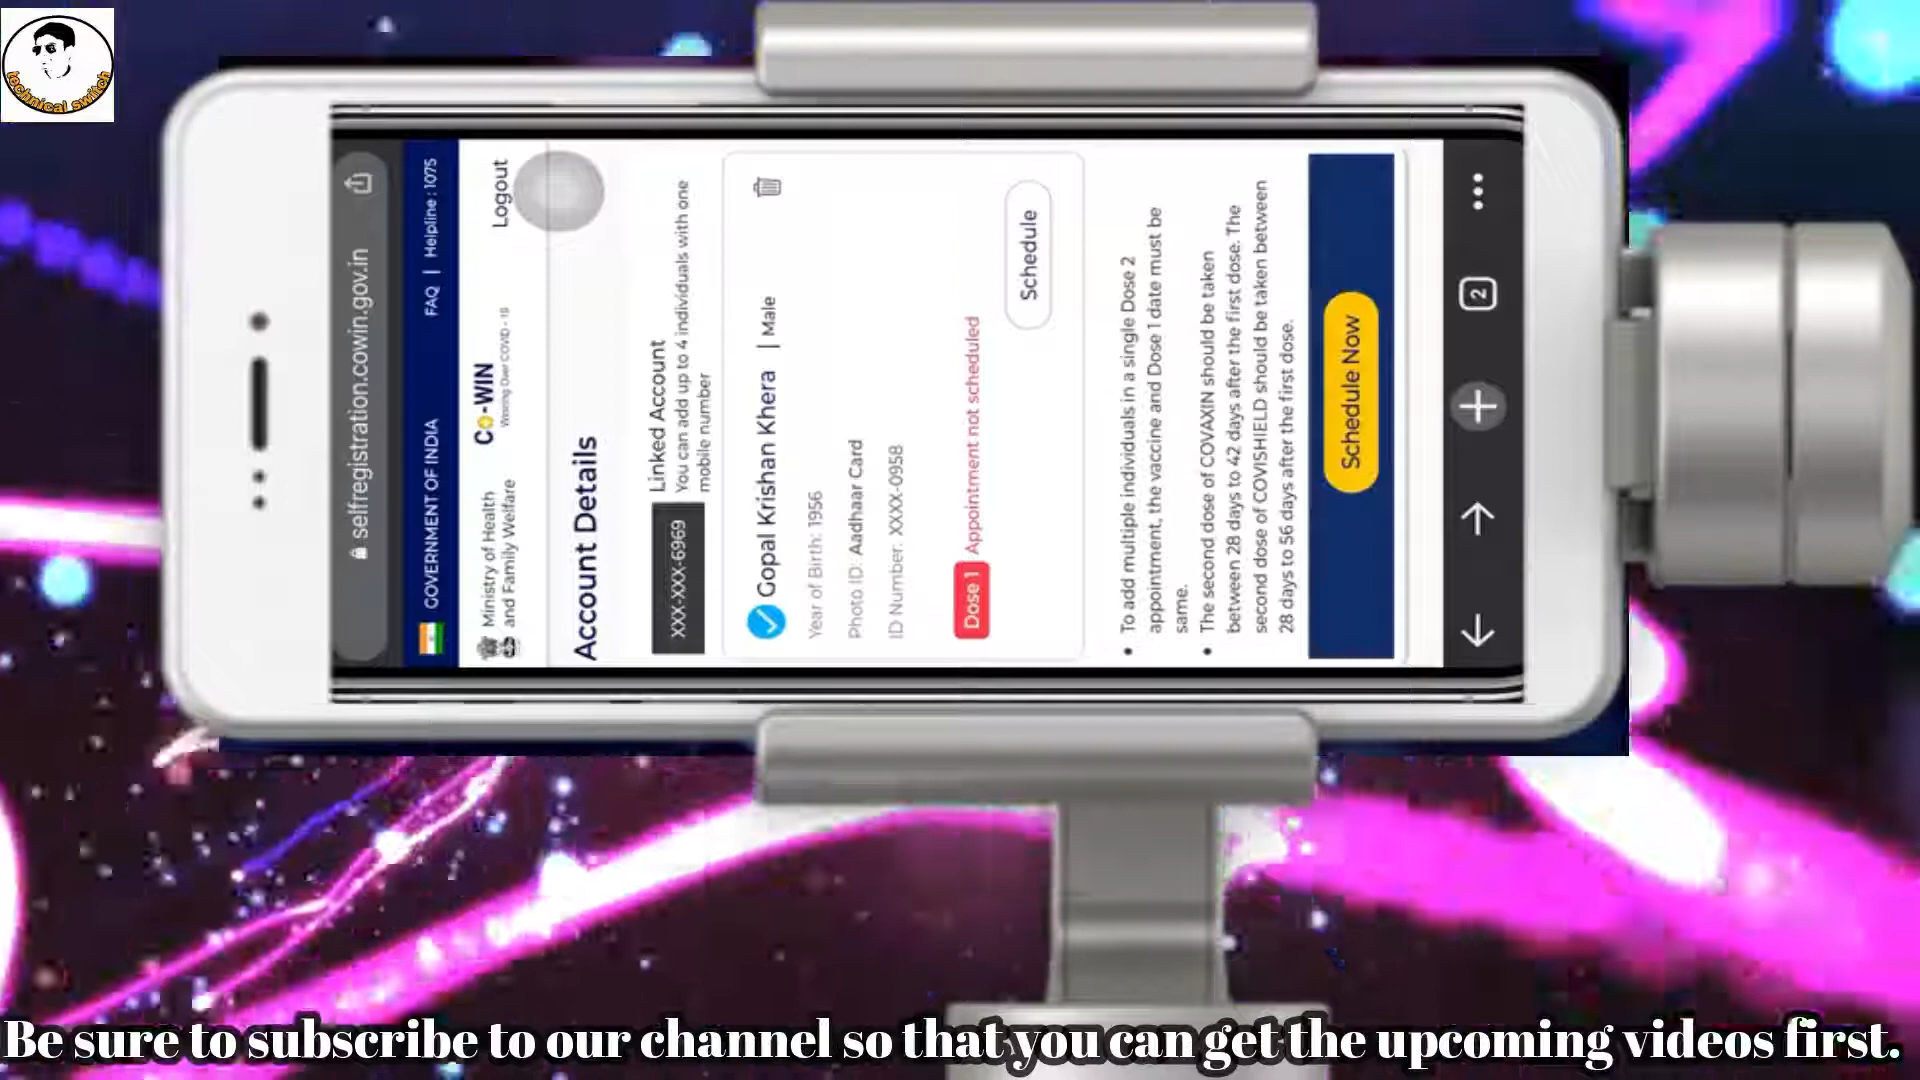 technical switch
selfregistration.cowin.gov.in
GOVERNMENT OF INDIA
FAQ | Helpline : 1075
Ministry of Health
and Family Welfare
Co-WIN
Winning Over COVID - 19
Logout
Account Details
XXX-XXX-6969
Linked Account
You can add up to 4 individuals with one
mobile number
Gopal Krishan Khera | Male
Year of Birth: 1956
Photo ID: Aadhaar Card
ID Number: XXXX-0958
Dose 1 Appointment not scheduled
Schedule
• To add multiple individuals in a single Dose 2
appointment, the vaccine and Dose 1 date must be
same.
• The second dose of COVAXIN should be taken
between 28 days to 42 days after the first dose. The
second dose of COVISHIELD should be taken between
28 days to 56 days after the first dose.
Schedule Now
2
Be sure to subscribe to our channel so that you can get the upcoming videos first.